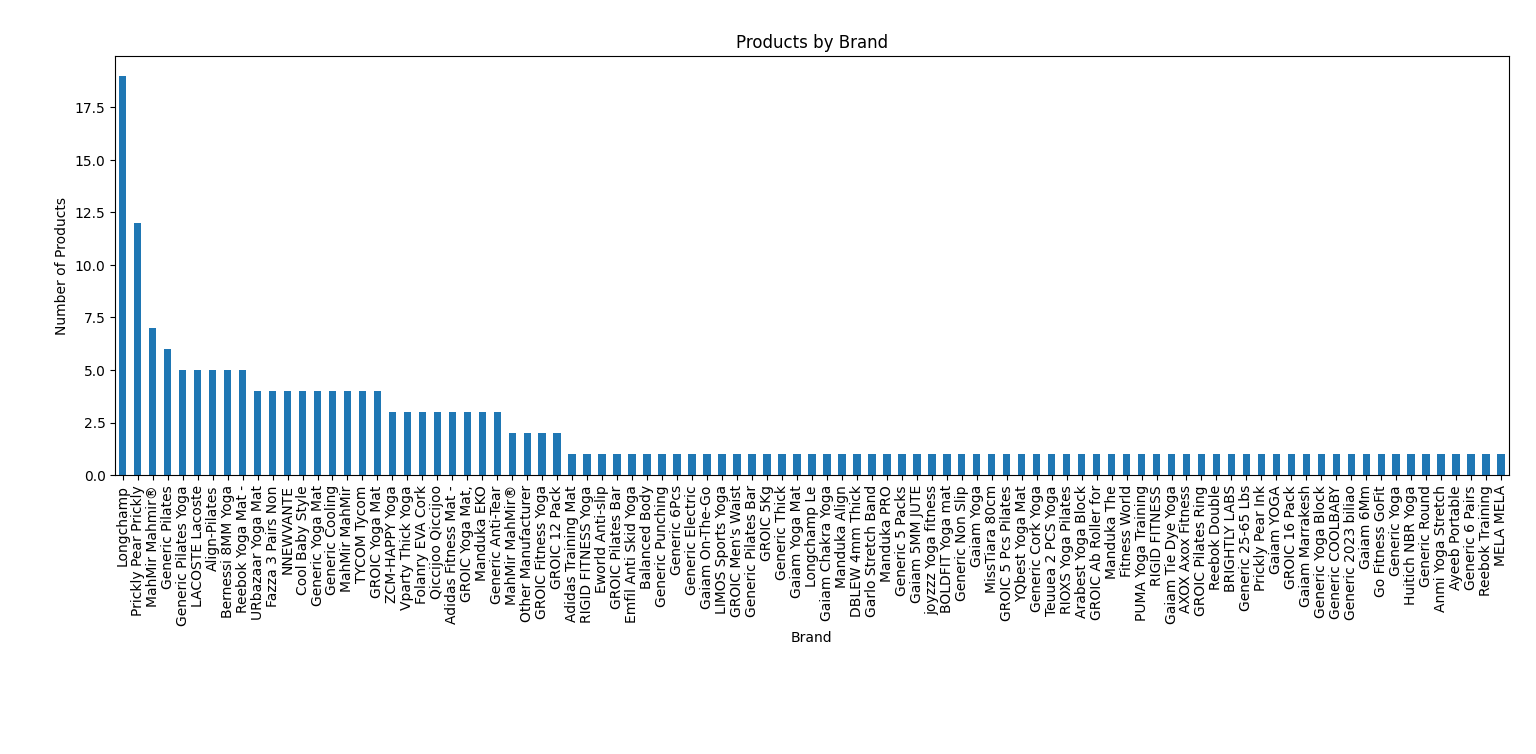 Products by Brand
Number of Products
17.5
15.0
12.5
10.0
7.5
5.0
2.5
0.0
Longchamp
Prickly Pear Prickly
MahMir Mahmir®
Generic Pilates
Generic Pilates Yoga
LACOSTE Lacoste
Align-Pilates
Bernessi 8MM Yoga
Reebok Yoga Mat -
URbazaar Yoga Mat
Fazza 3 Pairs Non
NNEWVANTE
Cool Baby Style
Generic Yoga Mat
Generic Cooling
MahMir MahMir
TYCOM Tycom
GROIC Yoga Mat
ZCM-HAPPY Yoga
Vparty Thick Yoga
Folanny EVA Cork
Qiccijoo Qiccijoo
Adidas Fitness Mat -
GROIC Yoga Mat,
Manduka EKO
Generic Anti-Tear
MahMir MahMir®
Other Manufacturer
GROIC Fitness Yoga
GROIC 12 Pack
Adidas Training Mat
RIGID FITNESS Yoga
Eworld Anti-slip
GROIC Pilates Bar
Emfil Anti Skid Yoga
Balanced Body
Generic Punching
Generic 6Pcs
Generic Electric
Gaiam On-The-Go
LIMOS Sports Yoga
GROIC Men's Waist
Generic Pilates Bar
GROIC 5Kg
Generic Thick
Gaiam Yoga Mat
Longchamp Le
Gaiam Chakra Yoga
Manduka Align
DBLEW 4mm Thick
Garlo Stretch Band
Manduka PRO
Generic 5 Packs
Gaiam 5MM JUTE
joyzzz Yoga fitness
BOLDFIT Yoga mat
Generic Non Slip
Gaiam Yoga
MissTiara 80cm
GROIC 5 Pcs Pilates
YQbest Yoga Mat
Generic Cork Yoga
Teuuea 2 PCS Yoga
RIOXS Yoga Pilates
Arabest Yoga Block
GROIC Ab Roller for
Manduka The
Fitness World
PUMA Yoga Training
RIGID FITNESS
Gaiam Tie Dye Yoga
AXOX Axox Fitness
GROIC Pilates Ring
Reebok Double
BRIGHTLY LABS
Generic 25-65 Lbs
Prickly Pear Ink
Gaiam YOGA
GROIC 16 Pack
Gaiam Marrakesh
Generic Yoga Block
Generic COOLBABY
Generic 2023 biliao
Gaiam 6Mm
Go Fitness GoFit
Generic Yoga
Huitich NBR Yoga
Generic Round
Anmi Yoga Stretch
Ayeeb Portable
Generic 6 Pairs
Reebok Training
MELA MELA
Brand